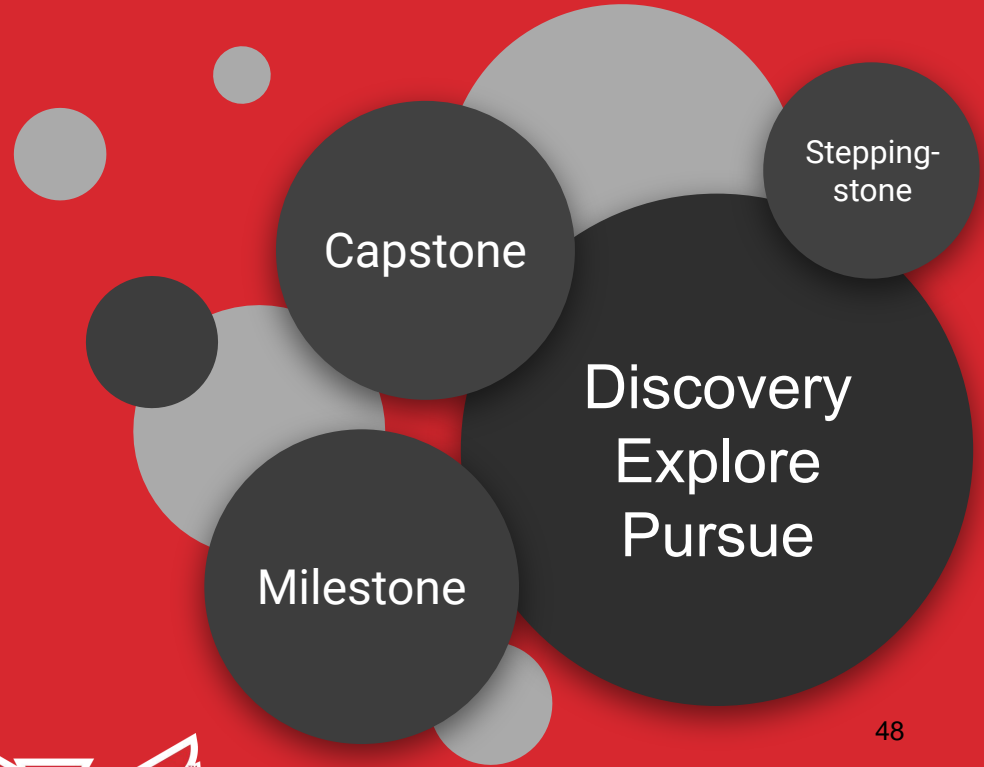 Stepping-
stone
Capstone
Discovery
Explore
Pursue
Milestone
48